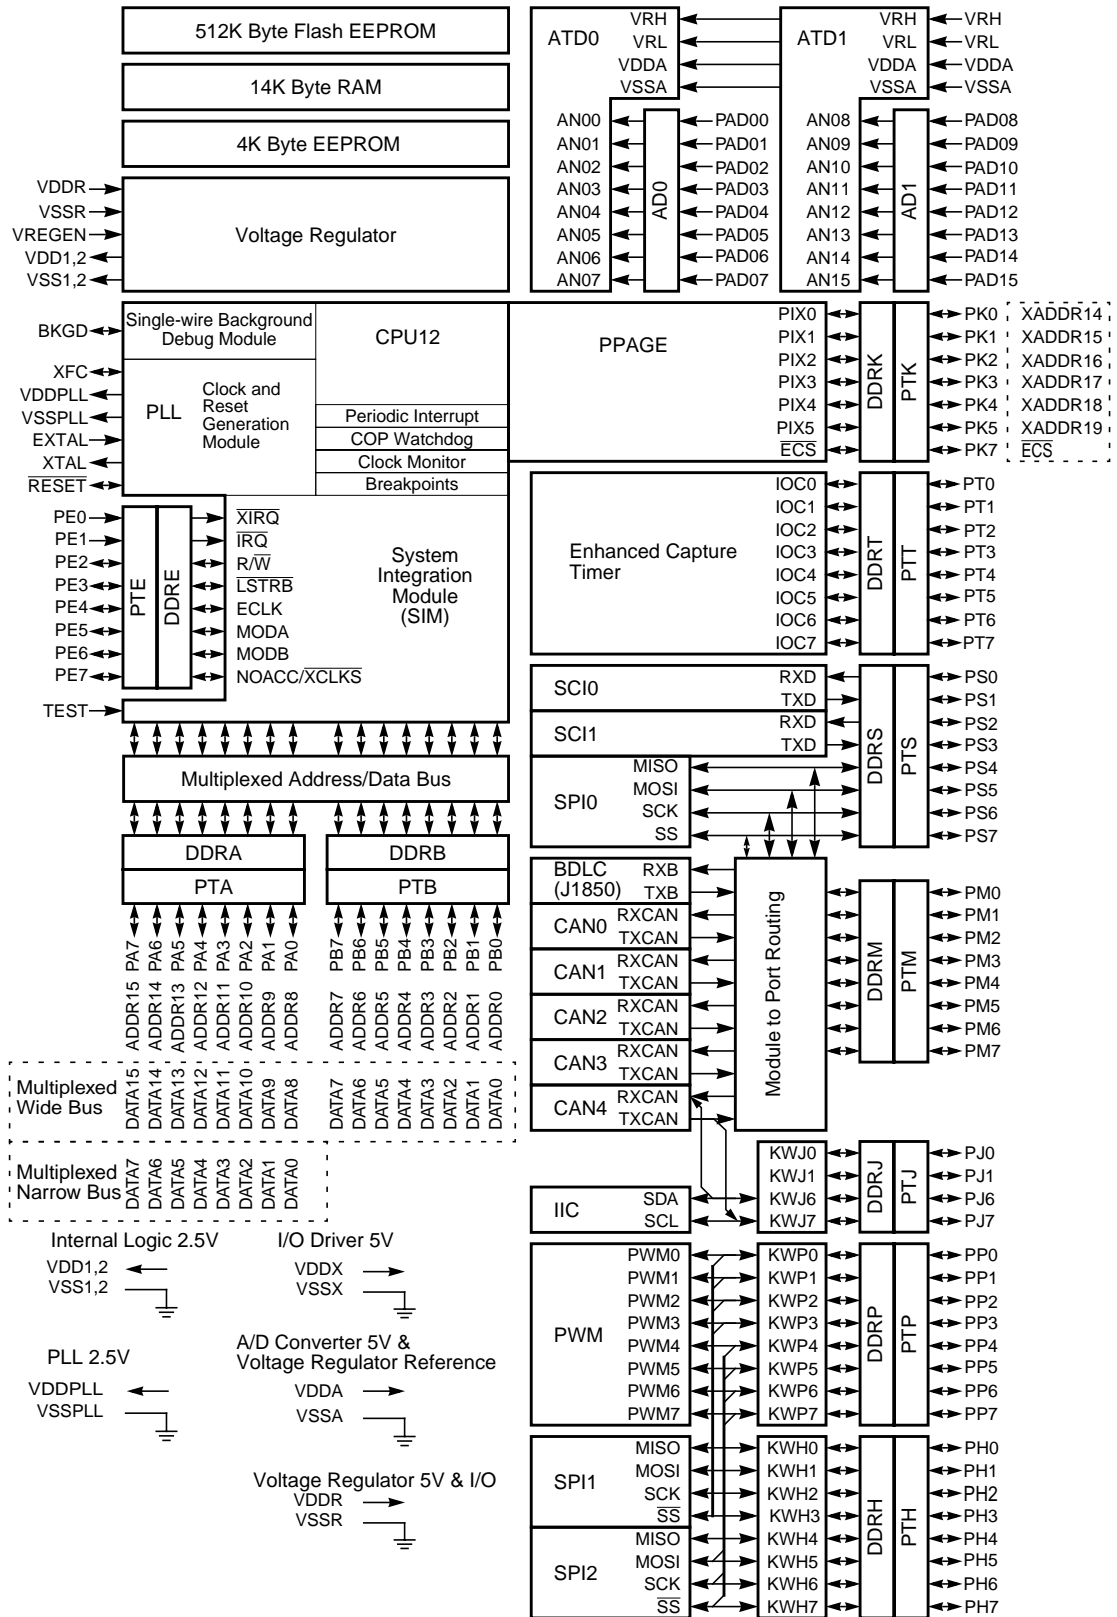 512K Byte Flash EEPROM
14K Byte RAM
4K Byte EEPROM
VDDR
VSSR
VREGEN
VDD1,2
VSS1,2
Voltage Regulator
ATD0
VRH
VRL
VDDA
VSSA
ATD1
VRH
VRL
VDDA
VSSA
VRH
VRL
VDDA
VSSA
AN00
AN01
AN02
AN03
AN04
AN05
AN06
AN07
AD0
PAD00
PAD01
PAD02
PAD03
PAD04
PAD05
PAD06
PAD07
AN08
AN09
AN10
AN11
AN12
AN13
AN14
AN15
AD1
PAD08
PAD09
PAD10
PAD11
PAD12
PAD13
PAD14
PAD15
BKGD
XFC
VDDPLL
VSSPLL
EXTAL
XTAL
RESET
Single-wire Background
Debug Module
CPU12
PLL
Clock and
Reset
Generation
Module
Periodic Interrupt
COP Watchdog
Clock Monitor
Breakpoints
PPAGE
PIX0
PIX1
PIX2
PIX3
PIX4
PIX5
ECS
DDRK
PTK
PK0
PK1
PK2
PK3
PK4
PK5
PK7
XADDR14
XADDR15
XADDR16
XADDR17
XADDR18
XADDR19
ECS
PE0
PE1
PE2
PE3
PE4
PE5
PE6
PE7
TEST
PTE
DDRE
XIRQ
IRQ
R/W
LSTRB
ECLK
MODA
MODB
NOACC/XCLKS
System
Integration
Module
(SIM)
Enhanced Capture
Timer
IOC0
IOC1
IOC2
IOC3
IOC4
IOC5
IOC6
IOC7
DDRT
PTT
PT0
PT1
PT2
PT3
PT4
PT5
PT6
PT7
SCI0
RXD
TXD
SCI1
RXD
TXD
SPI0
MISO
MOSI
SCK
SS
DDRS
PTS
PS0
PS1
PS2
PS3
PS4
PS5
PS6
PS7
Multiplexed Address/Data Bus
DDRA
PTA
DDRB
PTB
PA7
PA6
PA5
PA4
PA3
PA2
PA1
PA0
PB7
PB6
PB5
PB4
PB3
PB2
PB1
PB0
ADDR15
ADDR14
ADDR13
ADDR12
ADDR11
ADDR10
ADDR9
ADDR8
ADDR7
ADDR6
ADDR5
ADDR4
ADDR3
ADDR2
ADDR1
ADDR0
Multiplexed
Wide Bus
DATA15
DATA14
DATA13
DATA12
DATA11
DATA10
DATA9
DATA8
DATA7
DATA6
DATA5
DATA4
DATA3
DATA2
DATA1
DATA0
Multiplexed
Narrow Bus
DATA7
DATA6
DATA5
DATA4
DATA3
DATA2
DATA1
DATA0
BDLC
(J1850)
RXB
TXB
CAN0
RXCAN
TXCAN
CAN1
RXCAN
TXCAN
CAN2
RXCAN
TXCAN
CAN3
RXCAN
TXCAN
CAN4
RXCAN
TXCAN
Module to Port Routing
DDRM
PTM
PM0
PM1
PM2
PM3
PM4
PM5
PM6
PM7
IIC
SDA
SCL
KWJ0
KWJ1
KWJ6
KWJ7
DDRJ
PTJ
PJ0
PJ1
PJ6
PJ7
PWM
PWM0
PWM1
PWM2
PWM3
PWM4
PWM5
PWM6
PWM7
KWP0
KWP1
KWP2
KWP3
KWP4
KWP5
KWP6
KWP7
DDRP
PTP
PP0
PP1
PP2
PP3
PP4
PP5
PP6
PP7
SPI1
MISO
MOSI
SCK
SS
SPI2
MISO
MOSI
SCK
SS
KWH0
KWH1
KWH2
KWH3
KWH4
KWH5
KWH6
KWH7
DDRH
PTH
PH0
PH1
PH2
PH3
PH4
PH5
PH6
PH7
Internal Logic 2.5V
VDD1,2
VSS1,2
I/O Driver 5V
VDDX
VSSX
PLL 2.5V
VDDPLL
VSSPLL
A/D Converter 5V &
Voltage Regulator Reference
VDDA
VSSA
Voltage Regulator 5V & I/O
VDDR
VSSR